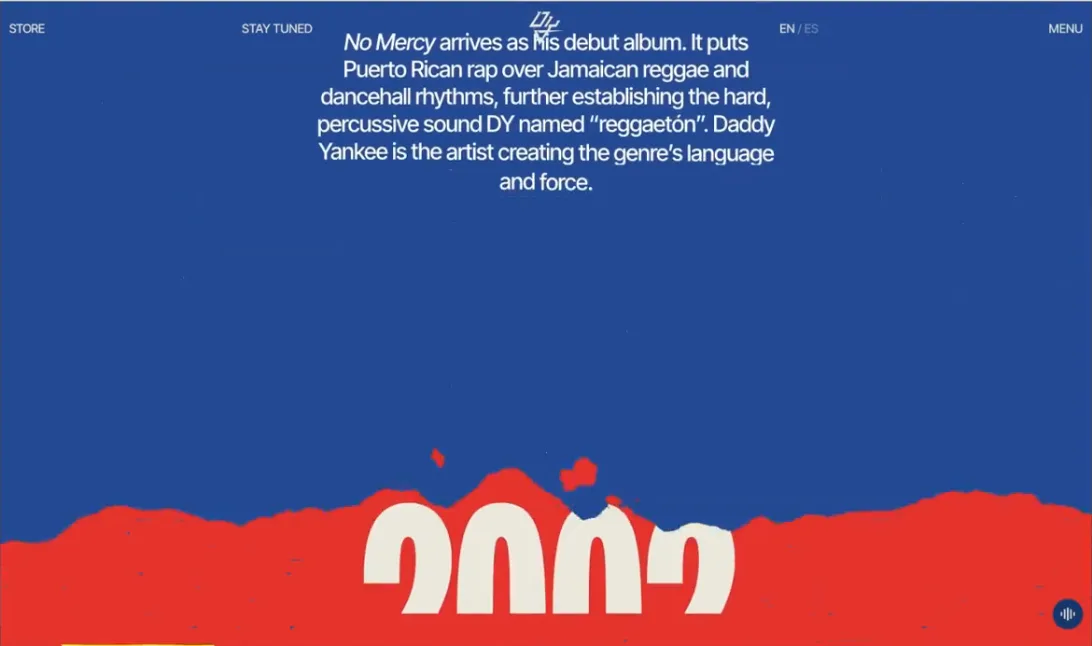 STORE
STAY TUNED
DY
EN / ES
MENU
No Mercy arrives as his debut album. It puts
Puerto Rican rap over Jamaican reggae and
dancehall rhythms, further establishing the hard,
percussive sound DY named “reggaetón”. Daddy
Yankee is the artist creating the genre’s language
and force.
2002